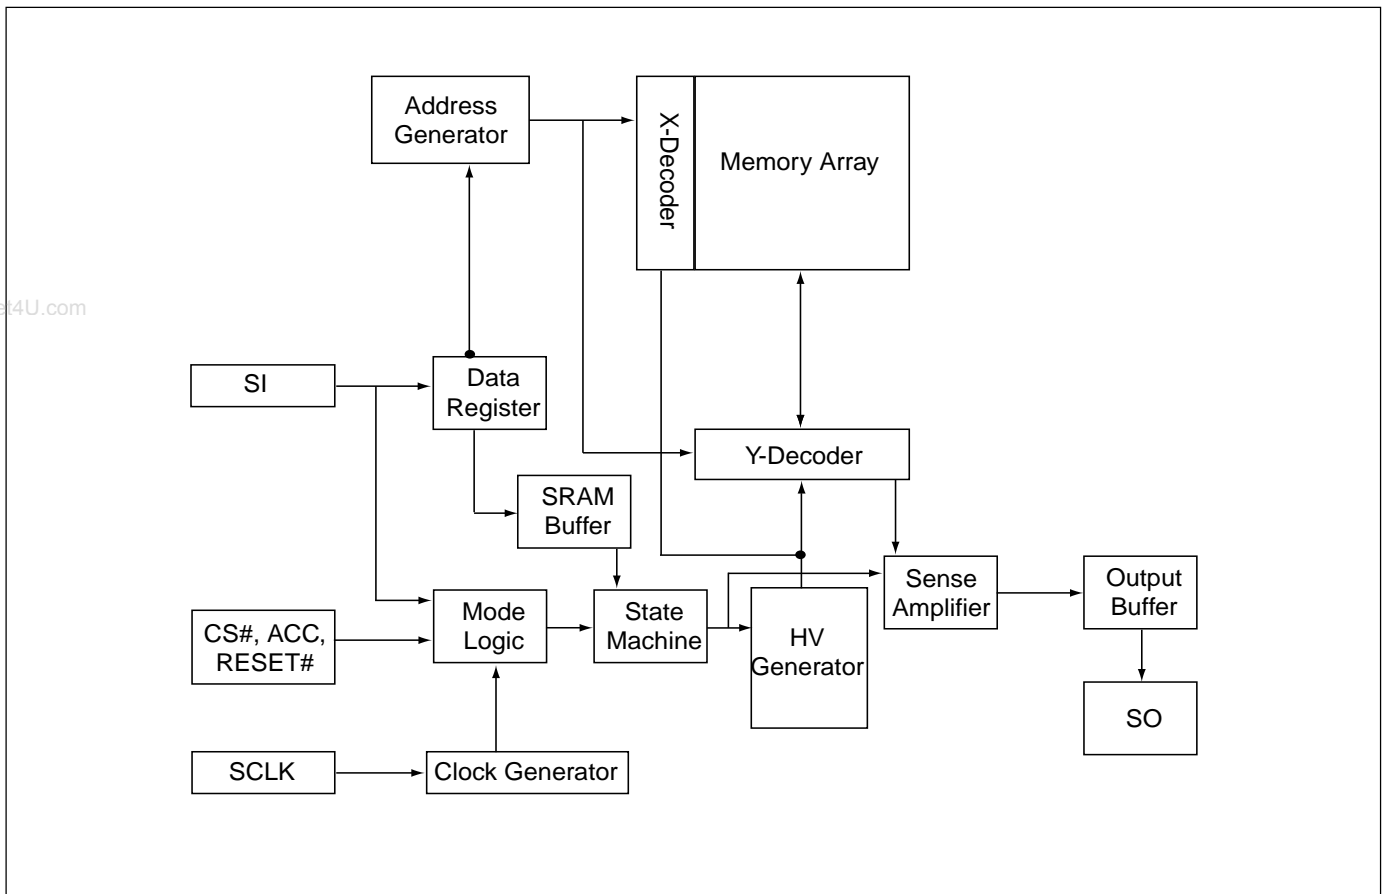 Address
Generator
X-Decoder
Memory Array
et4U.com
SI
Data
Register
Y-Decoder
SRAM
Buffer
Sense
Amplifier
Output
Buffer
CS#, ACC,
RESET#
Mode
Logic
State
Machine
HV
Generator
SO
SCLK
Clock Generator